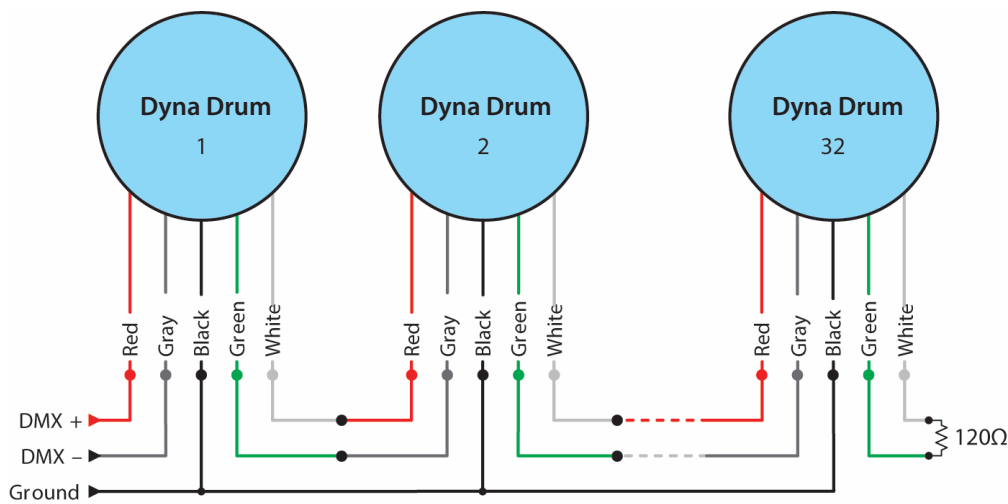 Dyna Drum
1
Dyna Drum
2
Dyna Drum
32
Red
Gray
Black
Green
White
Red
Gray
Black
Green
White
Red
Gray
Black
Green
White
DMX +
DMX –
Ground
120Ω